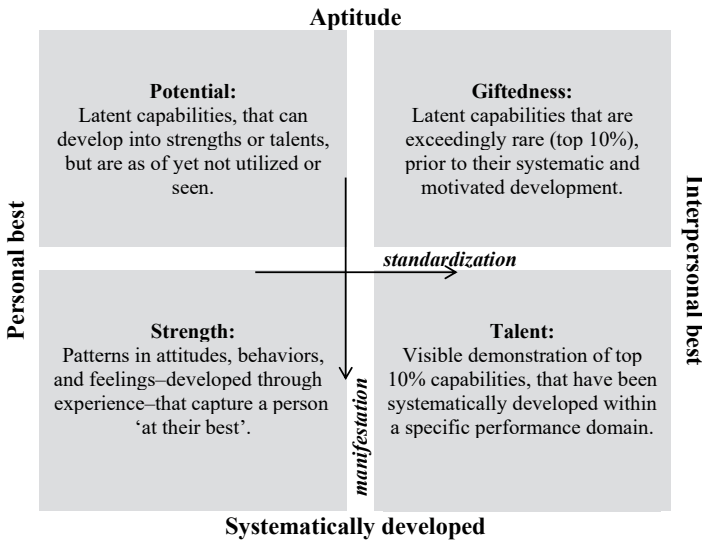 Aptitude
Potential:
Latent capabilities, that can
develop into strengths or talents,
but are as of yet not utilized or
seen.
Giftedness:
Latent capabilities that are
exceedingly rare (top 10%),
prior to their systematic and
motivated development.
Personal best
Interpersonal best
standardization
manifestation
Strength:
Patterns in attitudes, behaviors,
and feelings–developed through
experience–that capture a person
‘at their best’.
Talent:
Visible demonstration of top
10% capabilities, that have been
systematically developed within
a specific performance domain.
Systematically developed